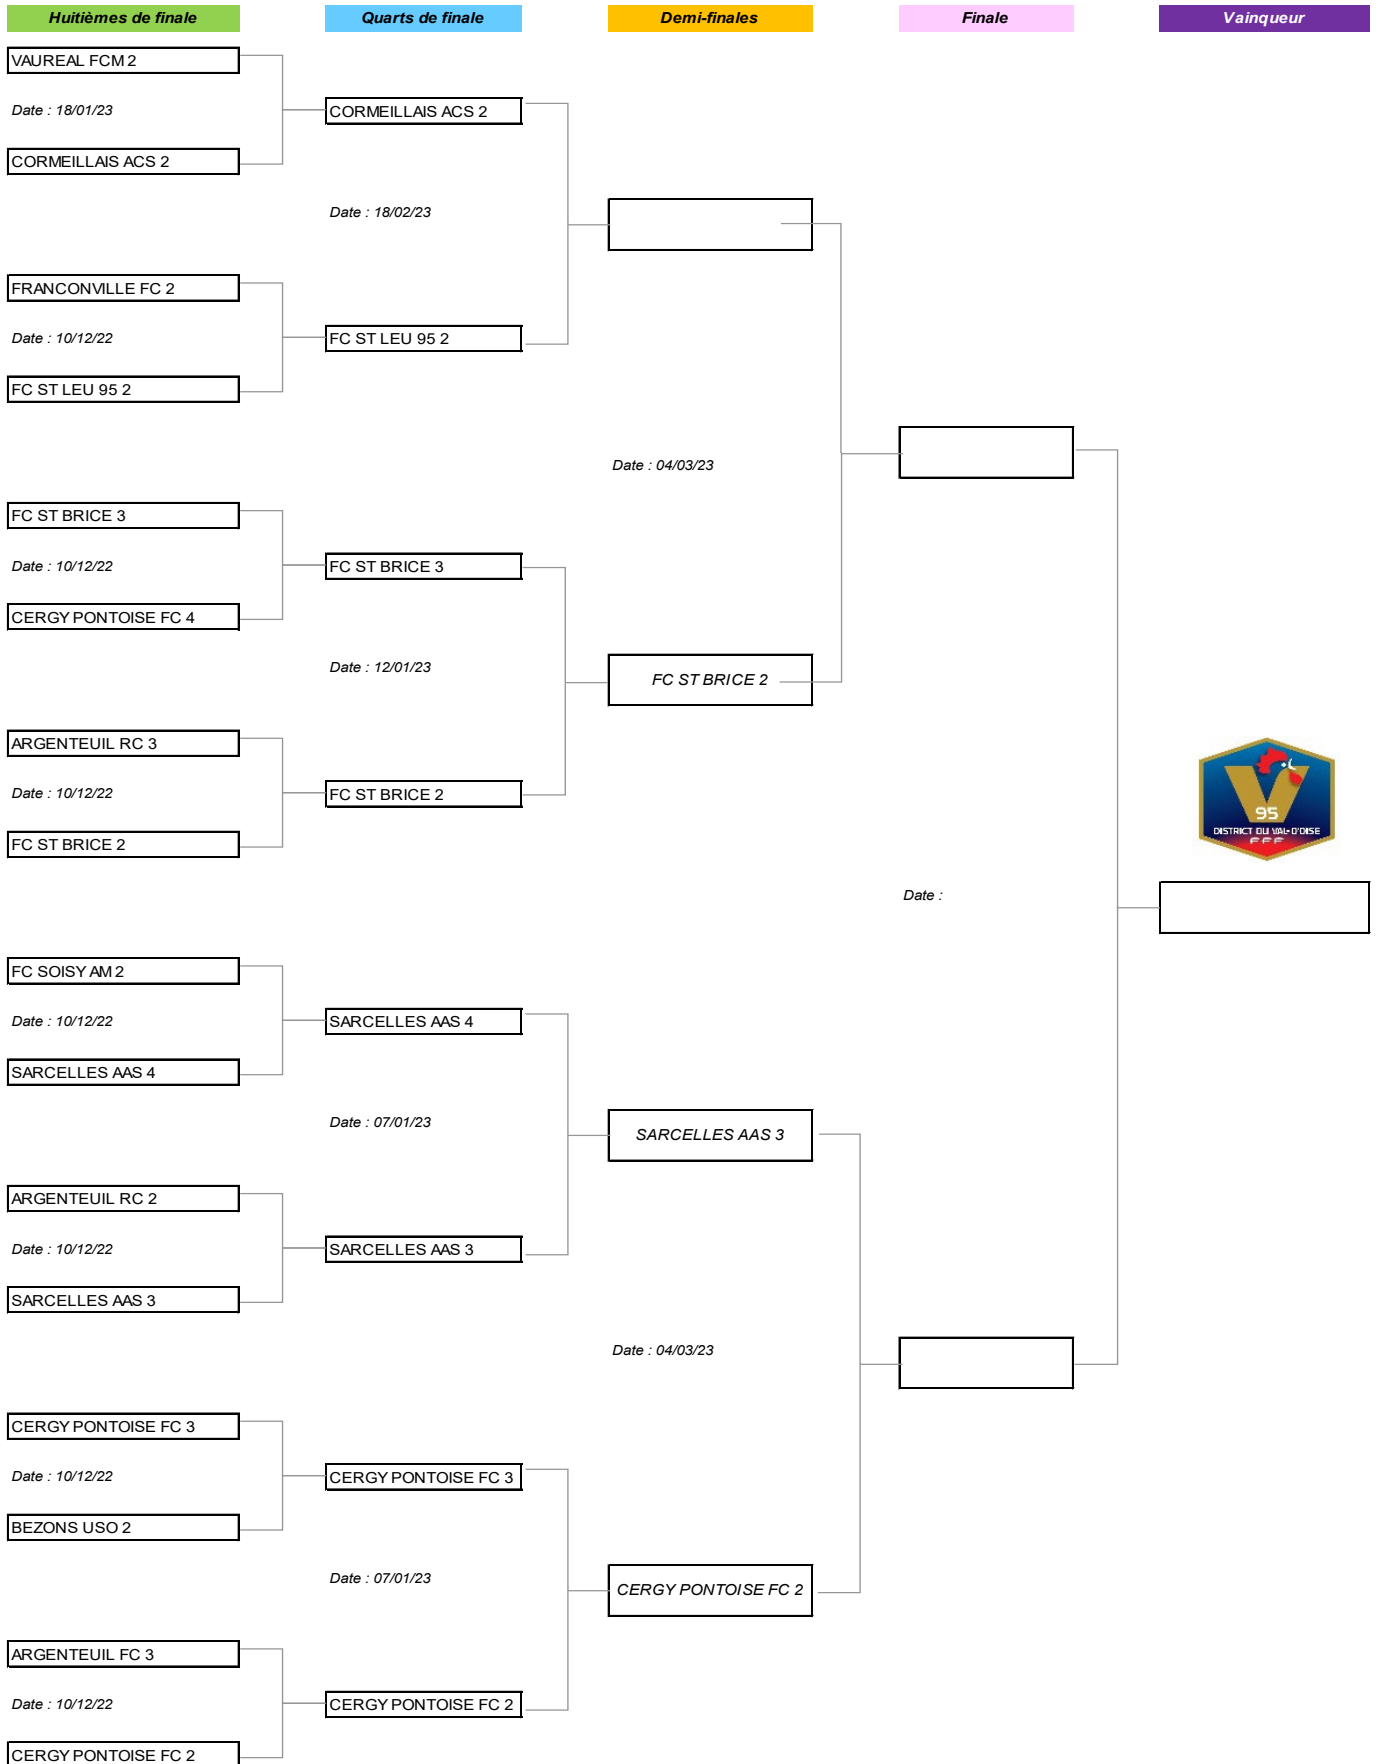 Huitièmes de finale
Quarts de finale
Demi-finales
Finale
Vainqueur
VAUREAL FCM 2
Date : 18/01/23
CORMEILLAIS ACS 2
CORMEILLAIS ACS 2
Date : 18/02/23
FRANCONVILLE FC 2
Date : 10/12/22
FC ST LEU 95 2
FC ST LEU 95 2
Date : 04/03/23
FC ST BRICE 3
Date : 10/12/22
FC ST BRICE 3
CERGY PONTOISE FC 4
Date : 12/01/23
FC ST BRICE 2
ARGENTEUIL RC 3
Date : 10/12/22
FC ST BRICE 2
FC ST BRICE 2
95
DISTRICT DU VAL-D'OISE
FFF
Date :
FC SOISY AM 2
Date : 10/12/22
SARCELLES AAS 4
SARCELLES AAS 4
Date : 07/01/23
SARCELLES AAS 3
ARGENTEUIL RC 2
Date : 10/12/22
SARCELLES AAS 3
SARCELLES AAS 3
Date : 04/03/23
CERGY PONTOISE FC 3
Date : 10/12/22
CERGY PONTOISE FC 3
BEZONS USO 2
Date : 07/01/23
CERGY PONTOISE FC 2
ARGENTEUIL FC 3
Date : 10/12/22
CERGY PONTOISE FC 2
CERGY PONTOISE FC 2